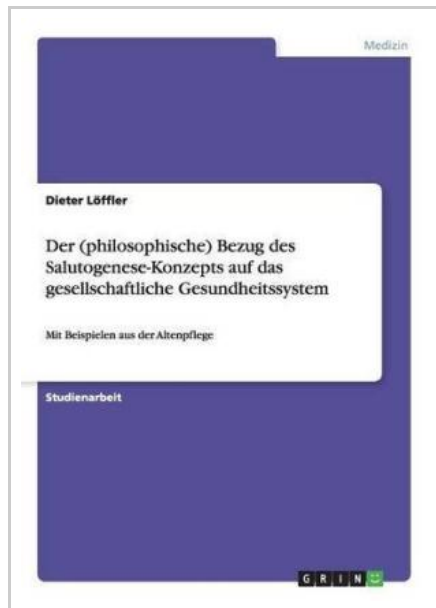 Medizin
Dieter Löffler
Der (philosophische) Bezug des
Salutogenese-Konzepts auf das
gesellschaftliche Gesundheitssystem
Mit Beispielen aus der Altenpflege
Studienarbeit
GRIN